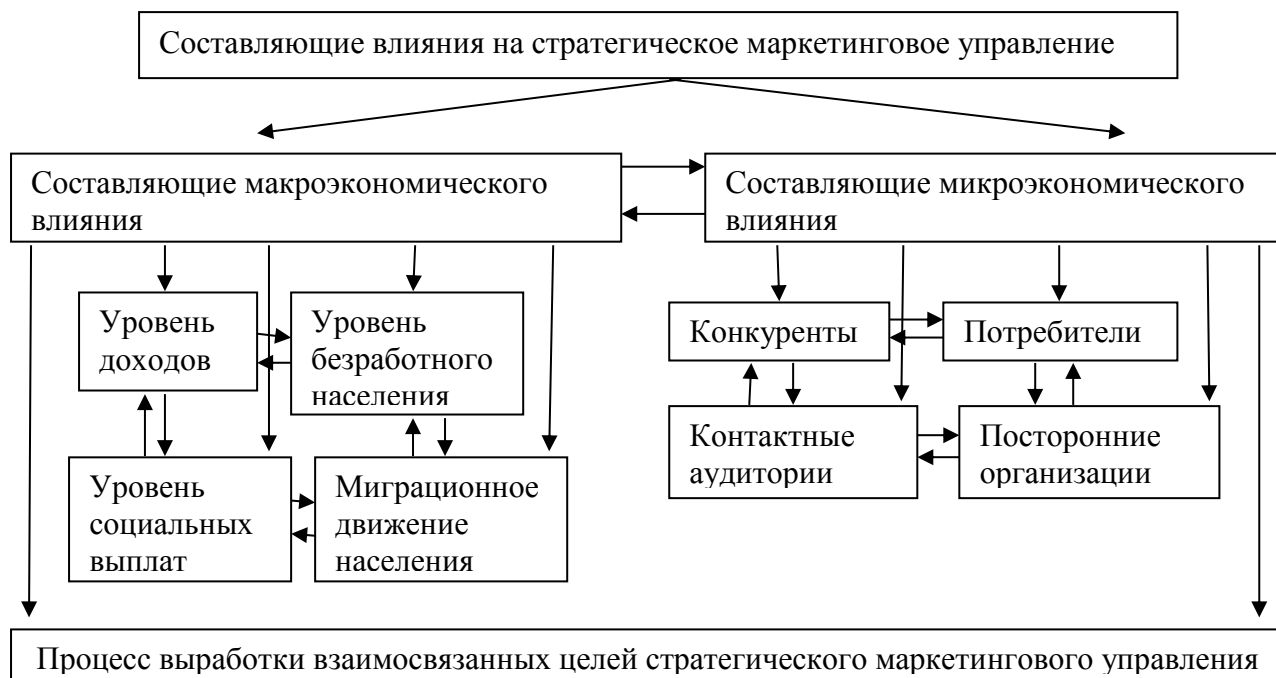 Составляющие влияния на стратегическое маркетинговое управление
Составляющие макроэкономического
влияния
Составляющие микроэкономического
влияния
Уровень
доходов
Уровень
безработного
населения
Конкуренты
Потребители
Уровень
социальных
выплат
Миграционное
движение
населения
Контактные
аудитории
Посторонние
организации
Процесс выработки взаимосвязанных целей стратегического маркетингового управления